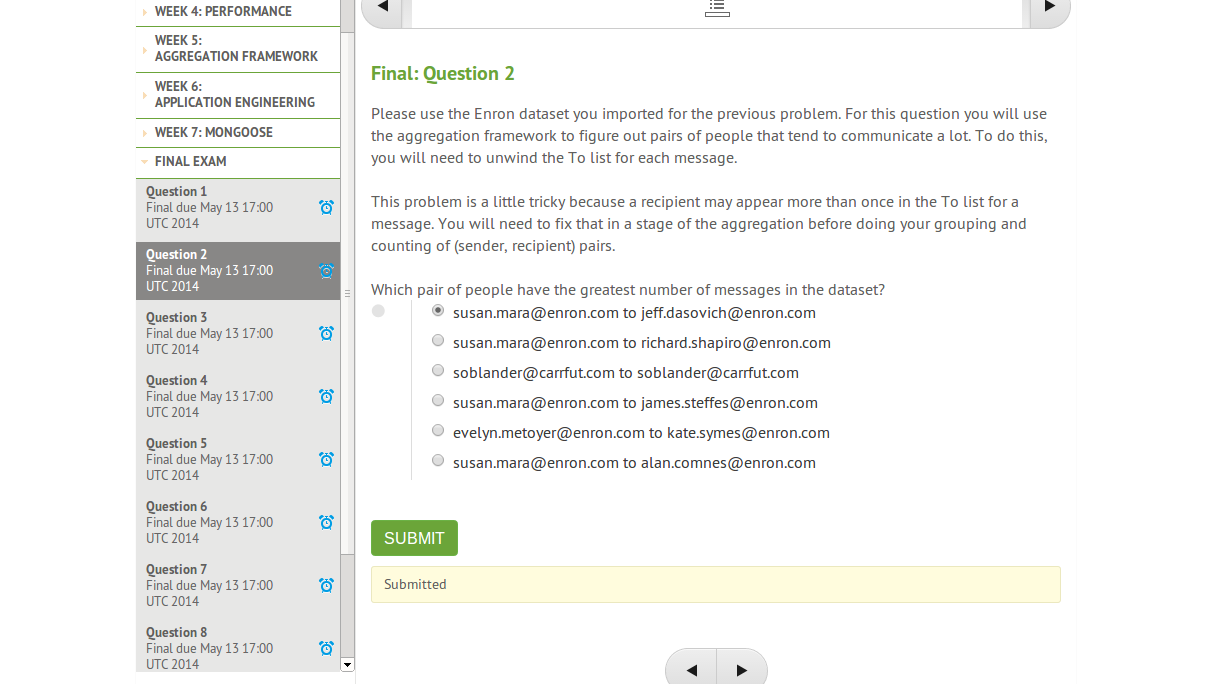 WEEK 4: PERFORMANCE
WEEK 5:
AGGREGATION FRAMEWORK
WEEK 6:
APPLICATION ENGINEERING
WEEK 7: MONGOOSE
FINAL EXAM
Question 1
Final due May 13 17:00
UTC 2014
Question 2
Final due May 13 17:00
UTC 2014
Question 3
Final due May 13 17:00
UTC 2014
Question 4
Final due May 13 17:00
UTC 2014
Question 5
Final due May 13 17:00
UTC 2014
Question 6
Final due May 13 17:00
UTC 2014
Question 7
Final due May 13 17:00
UTC 2014
Question 8
Final due May 13 17:00
UTC 2014
Final: Question 2
Please use the Enron dataset you imported for the previous problem. For this question you will use
the aggregation framework to figure out pairs of people that tend to communicate a lot. To do this,
you will need to unwind the To list for each message.
This problem is a little tricky because a recipient may appear more than once in the To list for a
message. You will need to fix that in a stage of the aggregation before doing your grouping and
counting of (sender, recipient) pairs.
Which pair of people have the greatest number of messages in the dataset?
susan.mara@enron.com to jeff.dasovich@enron.com
susan.mara@enron.com to richard.shapiro@enron.com
soblander@carrfut.com to soblander@carrfut.com
susan.mara@enron.com to james.steffes@enron.com
evelyn.metoyer@enron.com to kate.symes@enron.com
susan.mara@enron.com to alan.comnes@enron.com
SUBMIT
Submitted